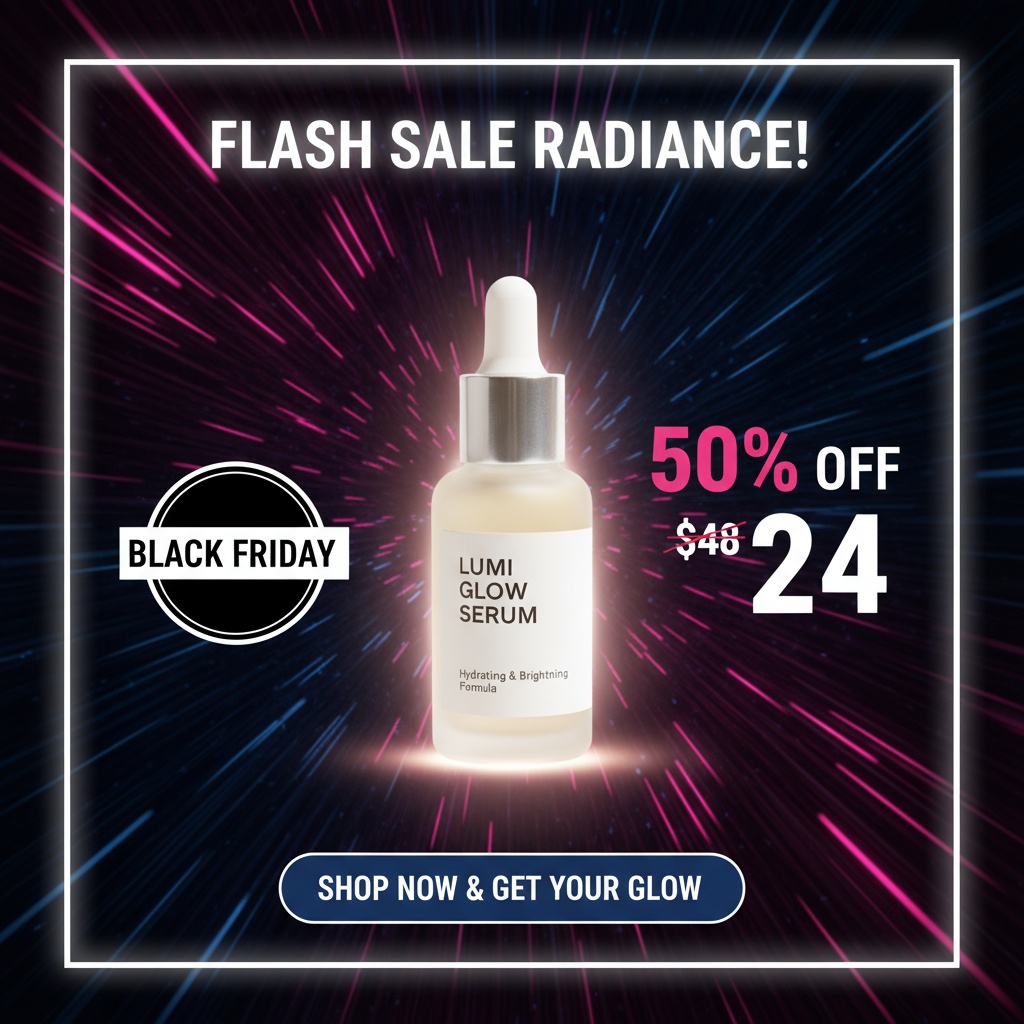 FLASH SALE RADIANCE!
BLACK FRIDAY
50% OFF
$48 24
LUMI
GLOW
SERUM
Hydrating & Brightning
Formula
SHOP NOW & GET YOUR GLOW